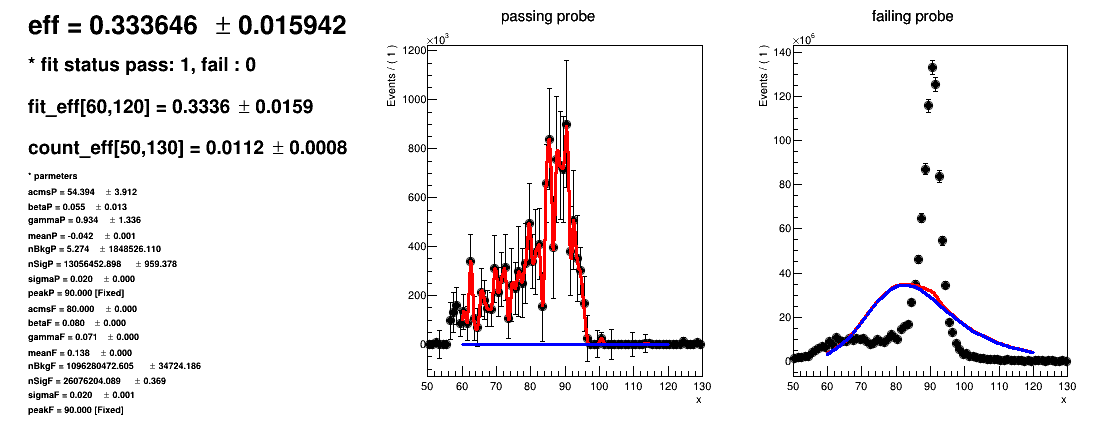 eff = 0.333646 ± 0.015942
* fit status pass: 1, fail : 0
fit_eff[60,120] = 0.3336 ± 0.0159
count_eff[50,130] = 0.0112 ± 0.0008
* parmeters
acmsP = 54.394 ± 3.912
betaP = 0.055 ± 0.013
gammaP = 0.934 ± 1.336
meanP = -0.042 ± 0.001
nBkgP = 5.274 ± 1848526.110
nSigP = 13056452.898 ± 959.378
sigmaP = 0.020 ± 0.000
peakP = 90.000 [Fixed]
acmsF = 80.000 ± 0.000
betaF = 0.080 ± 0.000
gammaF = 0.071 ± 0.000
meanF = 0.138 ± 0.000
nBkgF = 1096280472.605 ± 34724.186
nSigF = 26076204.089 ± 0.369
sigmaF = 0.020 ± 0.001
peakF = 90.000 [Fixed]
passing probe
×10³
Events / ( 1 )
1200
1000
800
600
400
200
0
50 60 70 80 90 100 110 120 130
x
failing probe
×10⁶
Events / ( 1 )
140
120
100
80
60
40
20
0
50 60 70 80 90 100 110 120 130
x